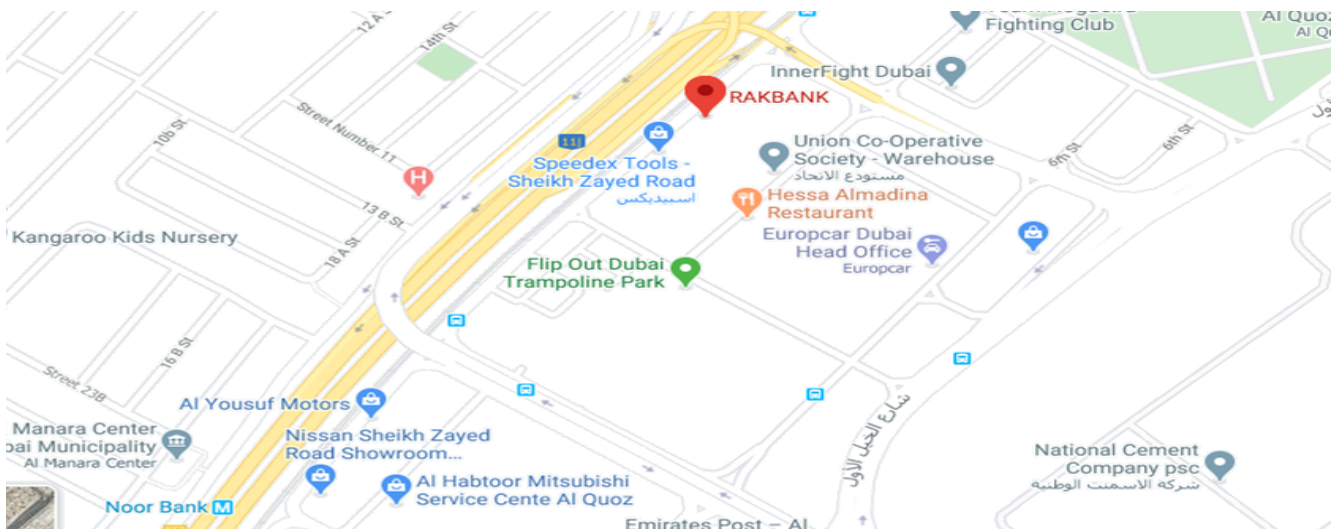 12 A St
14th St
Fighting Club
Al Quoz
InnerFight Dubai
RAKBANK
10b St
Street Number 11
11
Speedex Tools -
Sheikh Zayed Road
اسبيديكس
Union Co-Operative
Society - Warehouse
مستودع الاتحاد
6th St
6th St
H
13 B St
Hessa Almadina
Restaurant
Kangaroo Kids Nursery
18 A St
Europcar Dubai
Head Office
Europcar
Flip Out Dubai
Trampoline Park
16 B St
Street 23B
Al Yousuf Motors
شارع الخيل الأول
Manara Center
bai Municipality
Al Manara Center
Nissan Sheikh Zayed
Road Showroom...
National Cement
Company psc
شركة الاسمنت الوطنية
Al Habtoor Mitsubishi
Service Cente Al Quoz
Noor Bank M
Emirates Post – Al